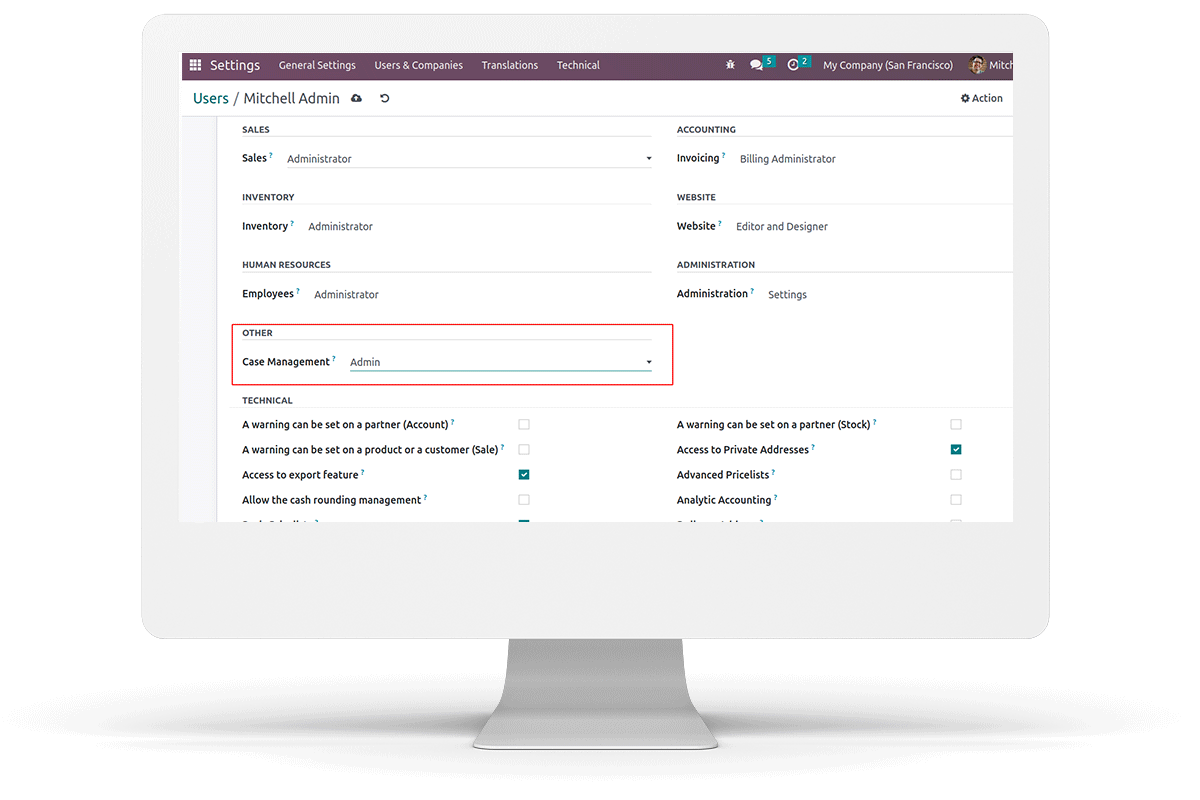 Settings General Settings Users & Companies Translations Technical 5 2 My Company (San Francisco) Mitch
Users / Mitchell Admin Action
SALES ACCOUNTING
Sales ? Administrator Invoicing ? Billing Administrator
INVENTORY WEBSITE
Inventory ? Administrator Website ? Editor and Designer
HUMAN RESOURCES ADMINISTRATION
Employees ? Administrator Administration ? Settings
OTHER
Case Management ? Admin
TECHNICAL
A warning can be set on a partner (Account) ? A warning can be set on a partner (Stock) ?
A warning can be set on a product or a customer (Sale) ? Access to Private Addresses ?
Access to export feature ? Advanced Pricelists ?
Allow the cash rounding management ? Analytic Accounting ?